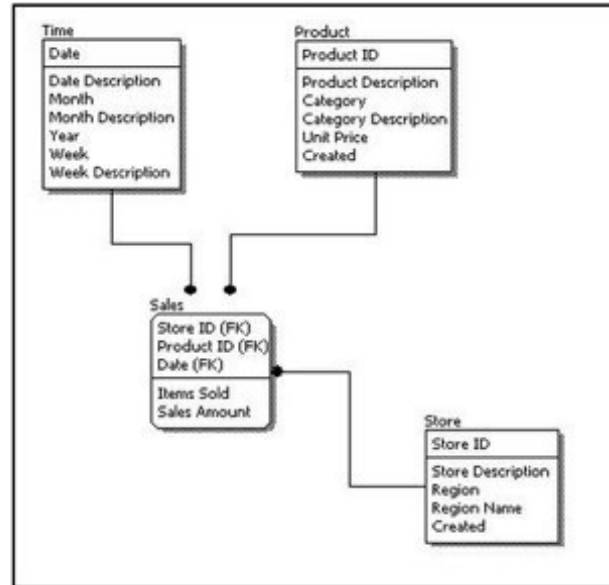 Time
Date
Date Description
Month
Month Description
Year
Week
Week Description
Product
Product ID
Product Description
Category
Category Description
Unit Price
Created
Sales
Store ID (FK)
Product ID (FK)
Date (FK)
Items Sold
Sales Amount
Store
Store ID
Store Description
Region
Region Name
Created